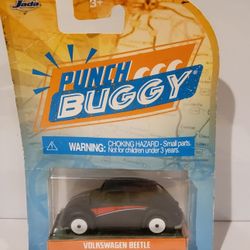 Jada
3+
PUNCH
BUGGY
WARNING: CHOKING HAZARD - Small parts.
Not for children under 3 years.
VOLKSWAGEN BEETLE